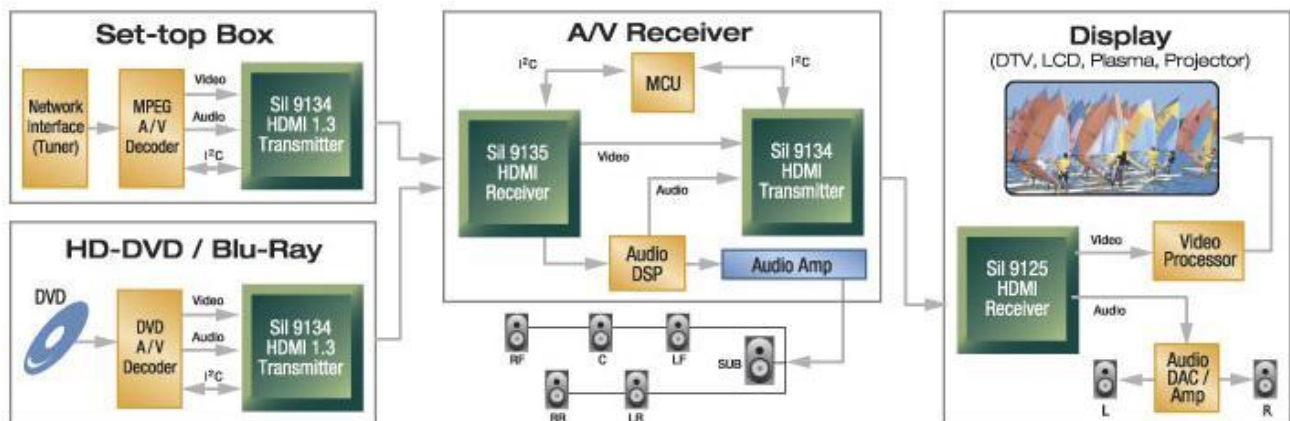 Set-top Box
Network
Interface
(Tuner)
MPEG
A/V
Decoder
Video
Audio
I²C
SiI 9134
HDMI 1.3
Transmitter
HD-DVD / Blu-Ray
DVD
DVD
A/V
Decoder
Video
Audio
I²C
SiI 9134
HDMI 1.3
Transmitter
A/V Receiver
I²C
MCU
I²C
SiI 9135
HDMI
Receiver
Video
Audio
SiI 9134
HDMI
Transmitter
Audio
DSP
Audio Amp
RF
C
LF
SUB
RR
LR
Display
(DTV, LCD, Plasma, Projector)
SiI 9125
HDMI
Receiver
Video
Audio
Video
Processor
Audio
DAC /
Amp
L
R